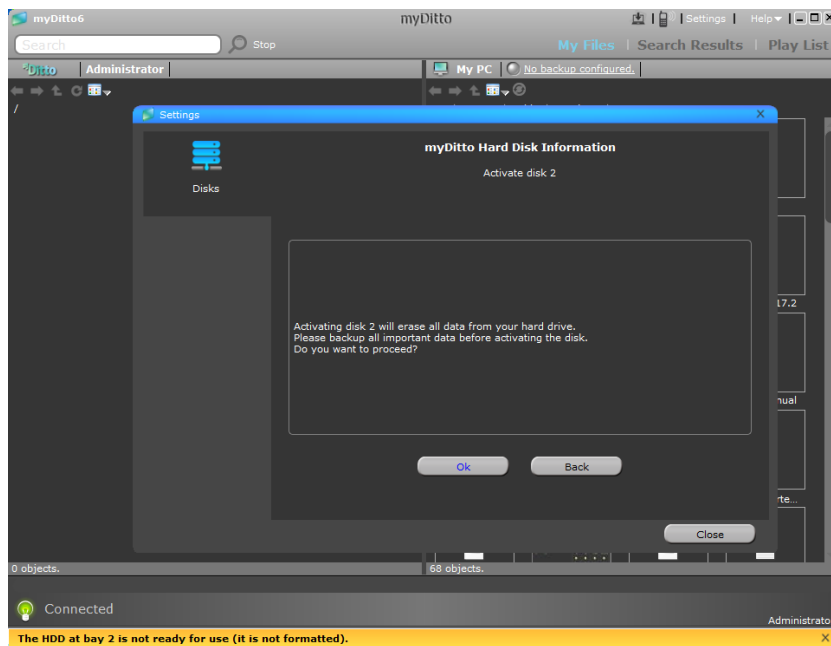 myDitto6
myDitto
Settings
Help
Search
Stop
My Files
Search Results
Play List
Ditto
Administrator
My PC
No backup configured.
/
Settings
X
Disks
myDitto Hard Disk Information
Activate disk 2
17.2
Activating disk 2 will erase all data from your hard drive.
Please backup all important data before activating the disk.
Do you want to proceed?
Ok
Back
Close
0 objects.
68 objects.
Connected
The HDD at bay 2 is not ready for use (it is not formatted).
X